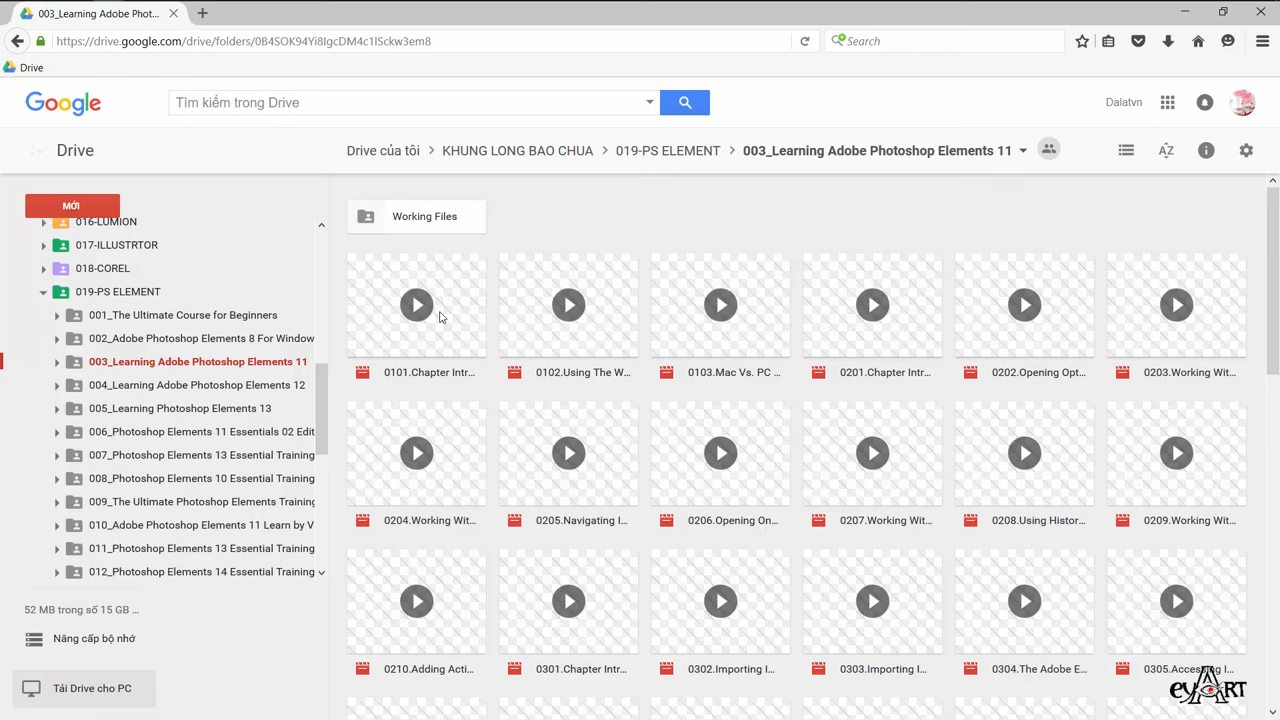 003_Learning Adobe Phot...
https://drive.google.com/drive/folders/0B4SOK94Yi8IgcDM4c1lSckw3em8
Search
Drive
Google
Tìm kiếm trong Drive
Dalatvn
Drive
Drive của tôi
KHUNG LONG BAO CHUA
019-PS ELEMENT
003_Learning Adobe Photoshop Elements 11
MỚI
016-LUMION
017-ILLUSTRTOR
018-COREL
019-PS ELEMENT
001_The Ultimate Course for Beginners
002_Adobe Photoshop Elements 8 For Window
003_Learning Adobe Photoshop Elements 11
004_Learning Adobe Photoshop Elements 12
005_Learning Photoshop Elements 13
006_Photoshop Elements 11 Essentials 02 Edit
007_Photoshop Elements 13 Essential Training
008_Photoshop Elements 10 Essential Training
009_The Ultimate Photoshop Elements Training
010_Adobe Photoshop Elements 11 Learn by V
011_Photoshop Elements 13 Essential Training
012_Photoshop Elements 14 Essential Training
52 MB trong số 15 GB ...
Nâng cấp bộ nhớ
Tải Drive cho PC
Working Files
0101.Chapter Intr...
0102.Using The W...
0103.Mac Vs. PC ...
0201.Chapter Intr...
0202.Opening Opt...
0203.Working Wit...
0204.Working Wit...
0205.Navigating I...
0206.Opening On...
0207.Working Wit...
0208.Using Histor...
0209.Working Wit...
0210.Adding Acti...
0301.Chapter Intr...
0302.Importing I...
0303.Importing I...
0304.The Adobe E...
0305.Accessing I...
eyART